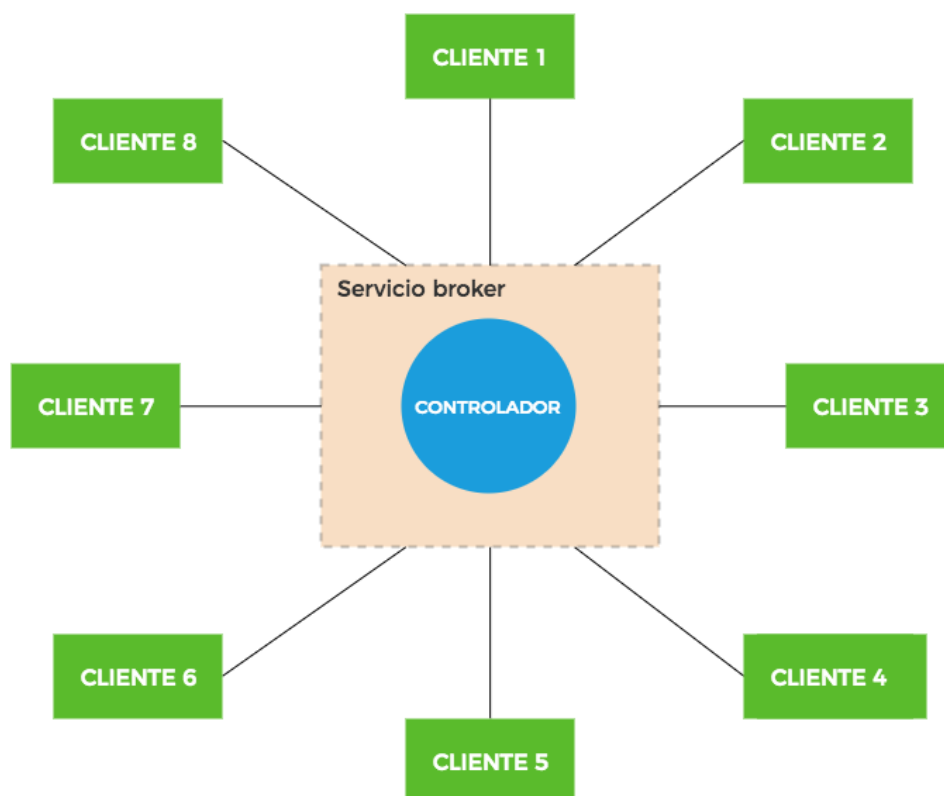 CLIENTE 1
CLIENTE 8
CLIENTE 2
Servicio broker
CLIENTE 7
CONTROLADOR
CLIENTE 3
CLIENTE 6
CLIENTE 4
CLIENTE 5